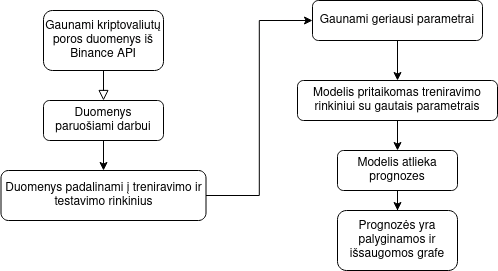 Gaunami kriptovaliutų
poros duomenys iš
Binance API
Duomenys
paruošiami darbui
Duomenys padalinami į treniravimo ir
testavimo rinkinius
Gaunami geriausi parametrai
Modelis pritaikomas treniravimo
rinkiniui su gautais parametrais
Modelis atlieka
prognozes
Prognozės yra
palyginamos ir
išsaugomos grafe